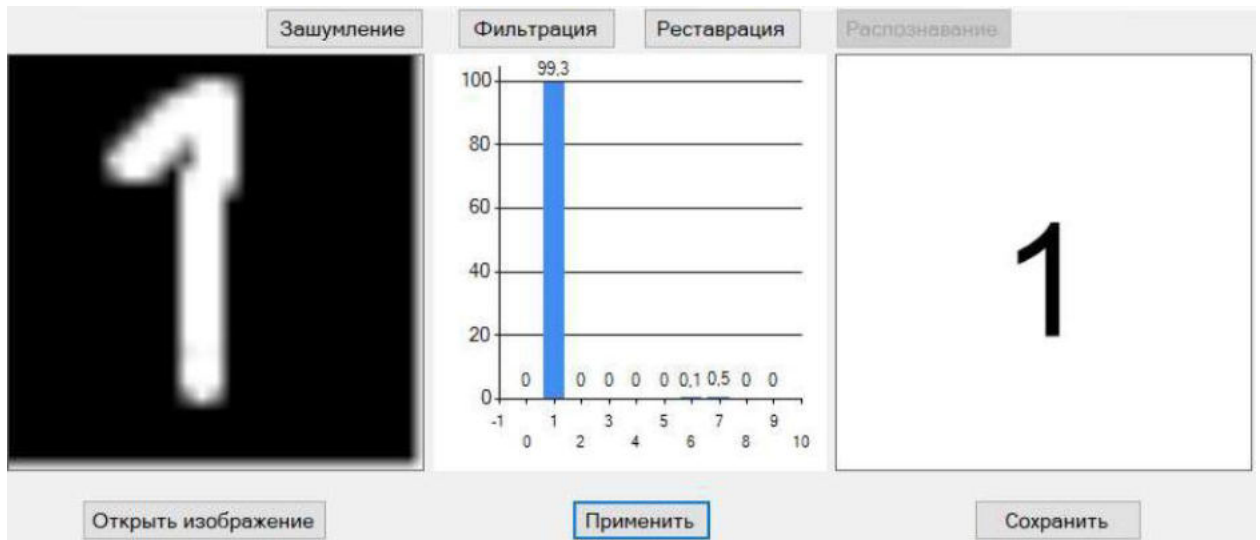 Зашумление Фильтрация Реставрация Распознавание
99,3
100
80
60
40
20
0 0 0 0 0 0 0,1 0,5 0 0
0
-1 1 3 5 7 9
0 2 4 6 8 10
1
1
Открыть изображение Применить Сохранить